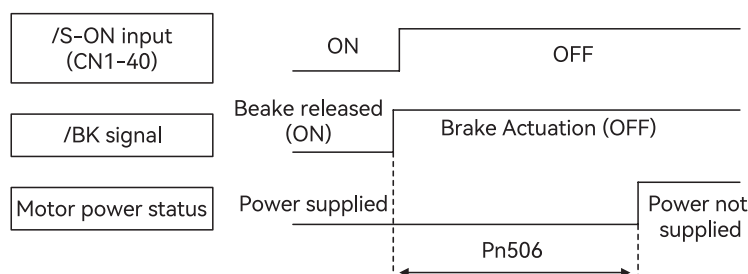 /S-ON input
(CN1-40)
ON
OFF
/BK signal
Beake released
(ON)
Brake Actuation (OFF)
Motor power status
Power supplied
Power not
supplied
Pn506